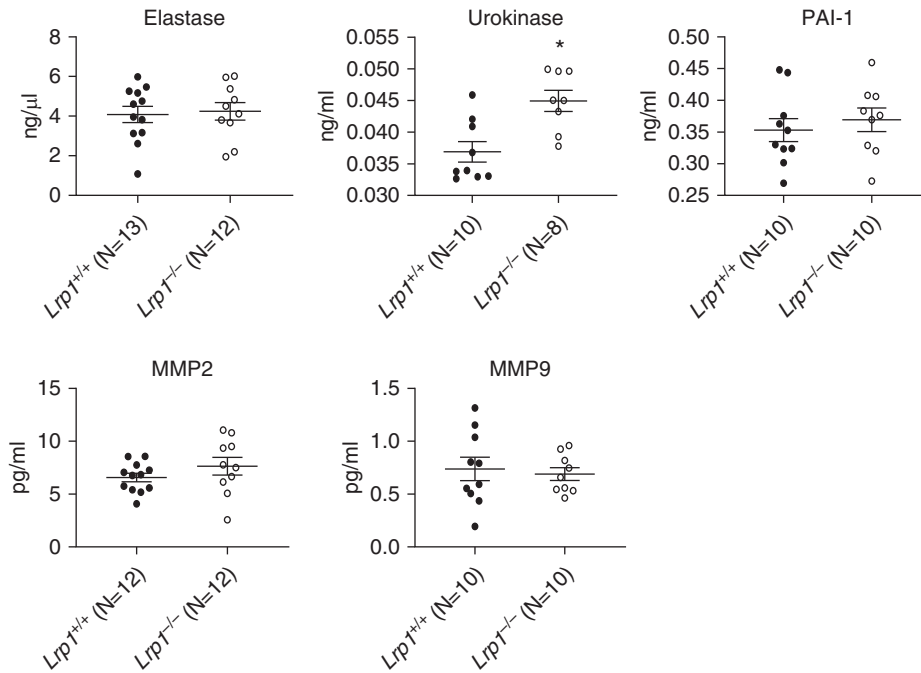 Elastase
8
6
4
2
0
ng/µl
Lrp1+/+ (N=13)
Lrp1–/– (N=12)
Urokinase
0.055
0.050
0.045
0.040
0.035
0.030
ng/ml
*
Lrp1+/+ (N=10)
Lrp1–/– (N=8)
PAI-1
0.50
0.45
0.40
0.35
0.30
0.25
ng/ml
Lrp1+/+ (N=10)
Lrp1–/– (N=10)
MMP2
15
10
5
0
pg/ml
Lrp1+/+ (N=12)
Lrp1–/– (N=12)
MMP9
1.5
1.0
0.5
0.0
pg/ml
Lrp1+/+ (N=10)
Lrp1–/– (N=10)